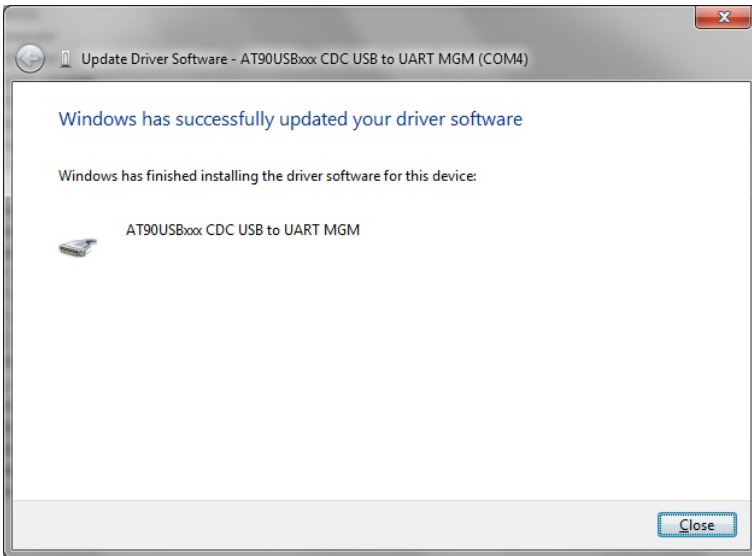 Update Driver Software - AT90USBxxx CDC USB to UART MGM (COM4)
Windows has successfully updated your driver software
Windows has finished installing the driver software for this device:
AT90USBxxx CDC USB to UART MGM
Close